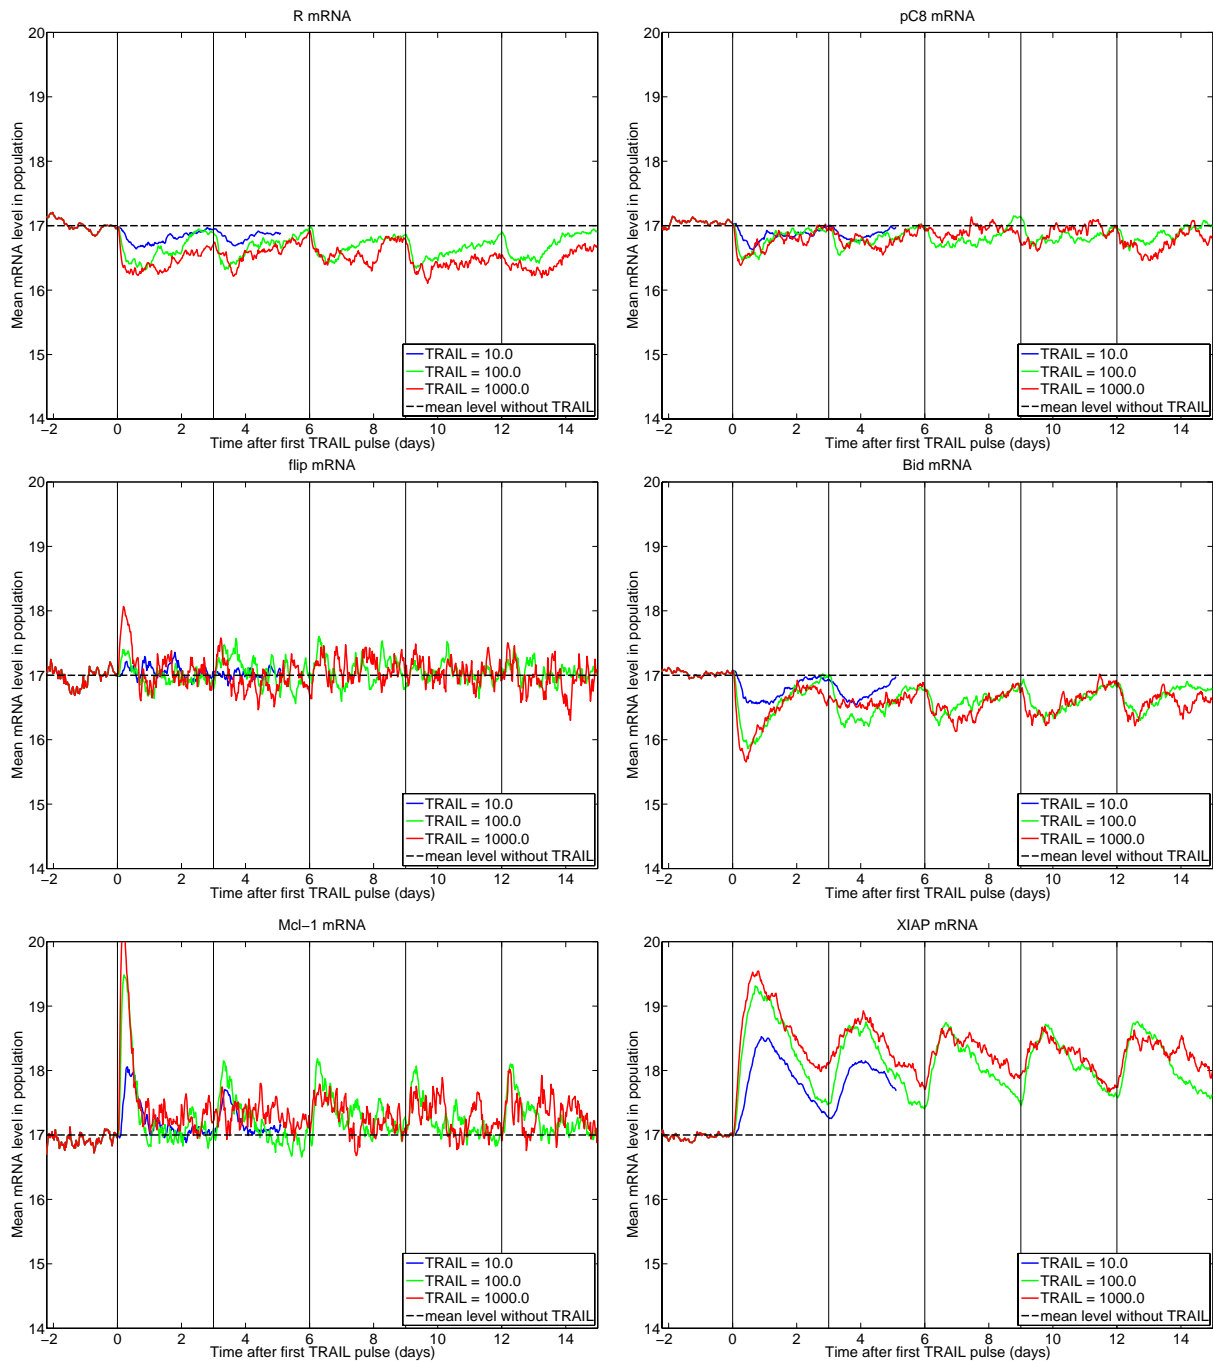 R mRNA
20
19
18
17
16
15
14
Mean mRNA level in population
TRAIL = 10.0
TRAIL = 100.0
TRAIL = 1000.0
mean level without TRAIL
−2 0 2 4 6 8 10 12 14
Time after first TRAIL pulse (days)
pC8 mRNA
20
19
18
17
16
15
14
Mean mRNA level in population
TRAIL = 10.0
TRAIL = 100.0
TRAIL = 1000.0
mean level without TRAIL
−2 0 2 4 6 8 10 12 14
Time after first TRAIL pulse (days)
flip mRNA
20
19
18
17
16
15
14
Mean mRNA level in population
TRAIL = 10.0
TRAIL = 100.0
TRAIL = 1000.0
mean level without TRAIL
−2 0 2 4 6 8 10 12 14
Time after first TRAIL pulse (days)
Bid mRNA
20
19
18
17
16
15
14
Mean mRNA level in population
TRAIL = 10.0
TRAIL = 100.0
TRAIL = 1000.0
mean level without TRAIL
−2 0 2 4 6 8 10 12 14
Time after first TRAIL pulse (days)
Mcl−1 mRNA
20
19
18
17
16
15
14
Mean mRNA level in population
TRAIL = 10.0
TRAIL = 100.0
TRAIL = 1000.0
mean level without TRAIL
−2 0 2 4 6 8 10 12 14
Time after first TRAIL pulse (days)
XIAP mRNA
20
19
18
17
16
15
14
Mean mRNA level in population
TRAIL = 10.0
TRAIL = 100.0
TRAIL = 1000.0
mean level without TRAIL
−2 0 2 4 6 8 10 12 14
Time after first TRAIL pulse (days)